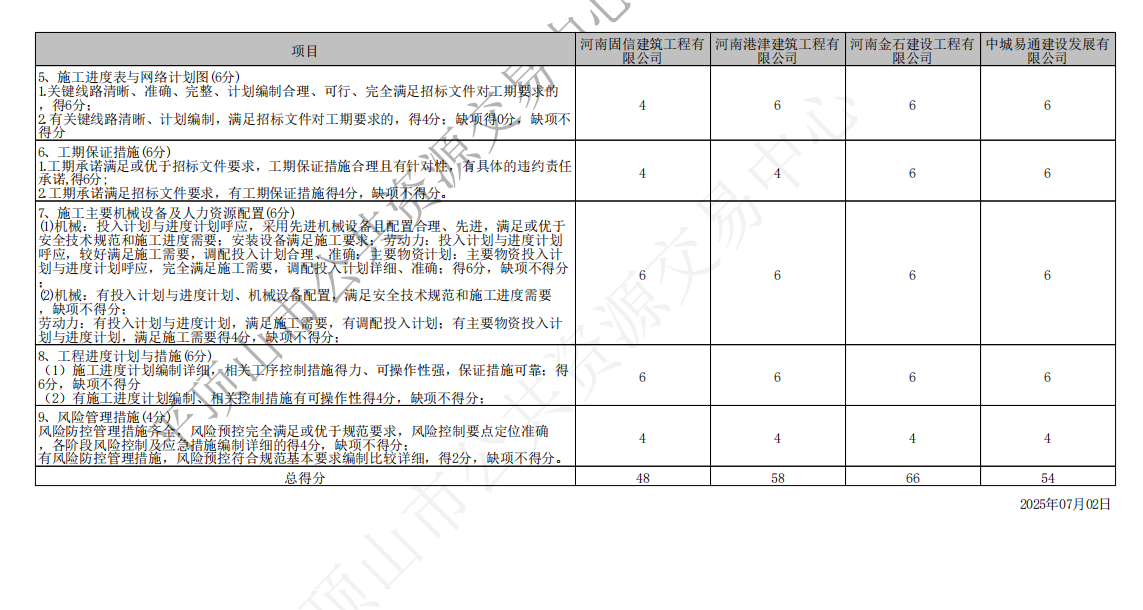 项目
河南固信建筑工程有
限公司
河南港津建筑工程有
限公司
河南金石建设工程有
限公司
中城易通建设发展有
限公司
5、施工进度表与网络计划图(6分)
1.关键线路清晰、准确、完整、计划编制合理、可行、完全满足招标文件对工期要求的
，得6分；
2.有关键线路清晰、计划编制，满足招标文件对工期要求的，得4分；缺项得0分，缺项不
得分
4
6
6
6
6、工期保证措施(6分)
1.工期承诺满足或优于招标文件要求，工期保证措施合理且有针对性，有具体的违约责任
承诺,得6分;
2.工期承诺满足招标文件要求，有工期保证措施得4分，缺项不得分。
4
4
6
6
7、施工主要机械设备及人力资源配置(6分)
(1)机械：投入计划与进度计划呼应，采用先进机械设备且配置合理、先进，满足或优于
安全技术规范和施工进度需要；安装设备满足施工要求；劳动力：投入计划与进度计划
呼应，较好满足施工需要，调配投入计划合理、准确；主要物资计划：主要物资投入计
划与进度计划呼应，完全满足施工需要，调配投入计划详细、准确；得6分，缺项不得分
；
(2)机械：有投入计划与进度计划、机械设备配置，满足安全技术规范和施工进度需要
，缺项不得分；
劳动力：有投入计划与进度计划，满足施工需要，有调配投入计划；有主要物资投入计
划与进度计划，满足施工需要得4分，缺项不得分；
6
6
6
6
8、工程进度计划与措施(6分)
（1）施工进度计划编制详细，相关工序控制措施得力、可操作性强，保证措施可靠；得
6分，缺项不得分
（2）有施工进度计划编制、相关控制措施有可操作性得4分，缺项不得分；
6
6
6
6
9、风险管理措施(4分)
风险防控管理措施齐全，风险预控完全满足或优于规范要求，风险控制要点定位准确
，各阶段风险控制及应急措施编制详细的得4分，缺项不得分；
有风险防控管理措施，风险预控符合规范基本要求编制比较详细，得2分，缺项不得分。
4
4
4
4
总得分
48
58
66
54
2025年07月02日
平顶山市公共资源交易中心
顶山市公共资源交易中心